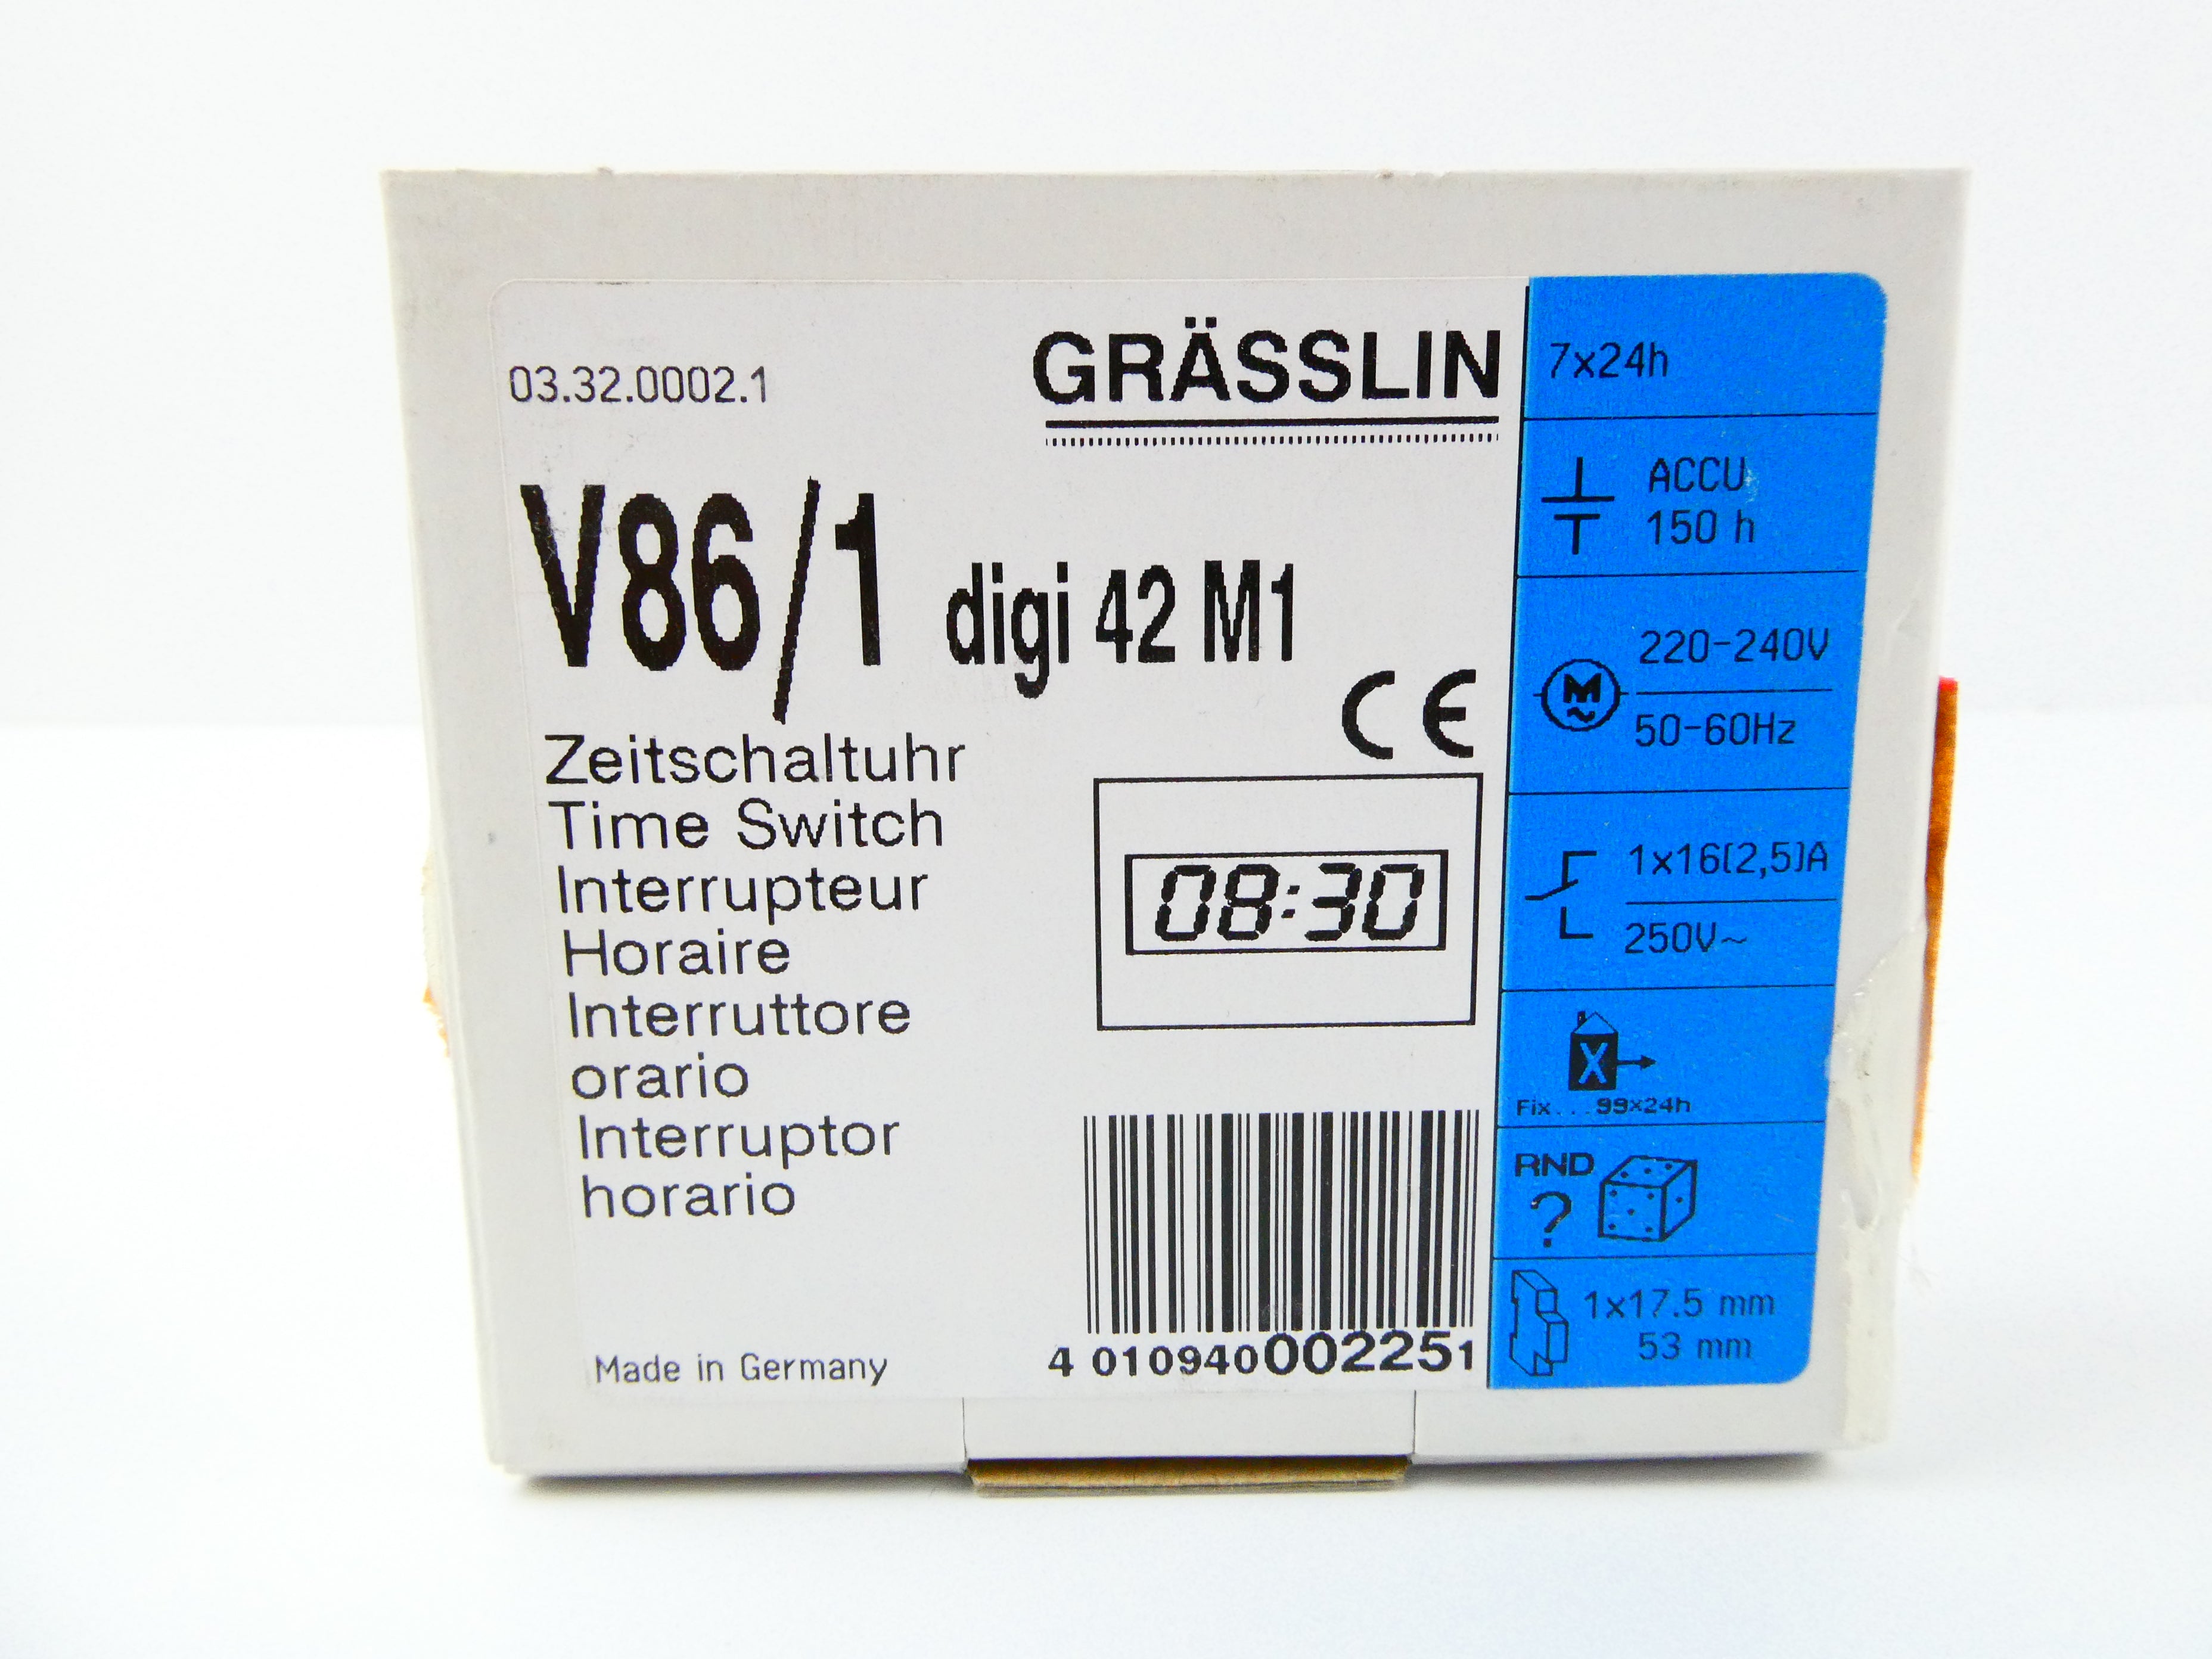 03.32.0002.1
GRÄSSLIN
V86/1 digi 42 M1
CE
Zeitschaltuhr
Time Switch
Interrupteur
Horaire
Interruttore
orario
Interruptor
horario
08:30
Made in Germany
4 010940002251
7x24h
ACCU
150 h
M
220-240V
50-60Hz
1x16(2,5)A
250V~
X
Fix...99x24h
RND
?
1x17.5 mm
53 mm